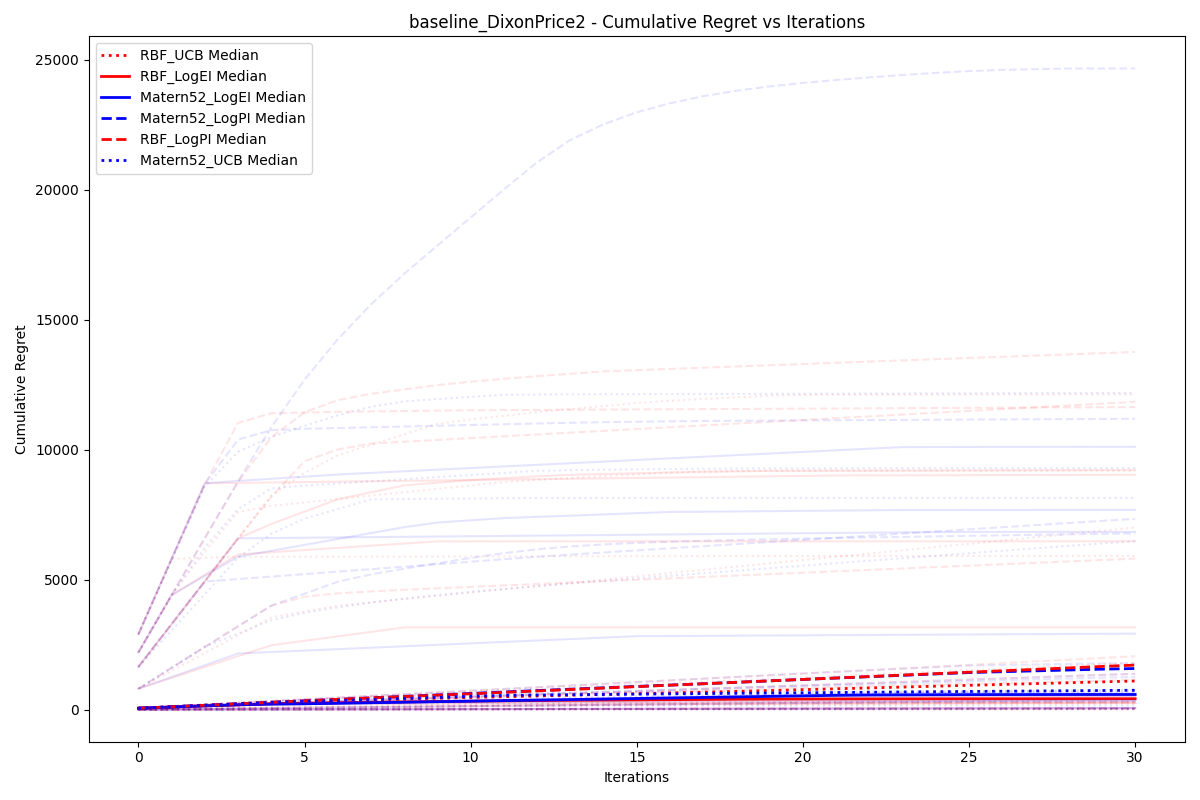 baseline_DixonPrice2 - Cumulative Regret vs Iterations
RBF_UCB Median
RBF_LogEI Median
Matern52_LogEI Median
Matern52_LogPI Median
RBF_LogPI Median
Matern52_UCB Median
Cumulative Regret
25000
20000
15000
10000
5000
0
0 5 10 15 20 25 30
Iterations